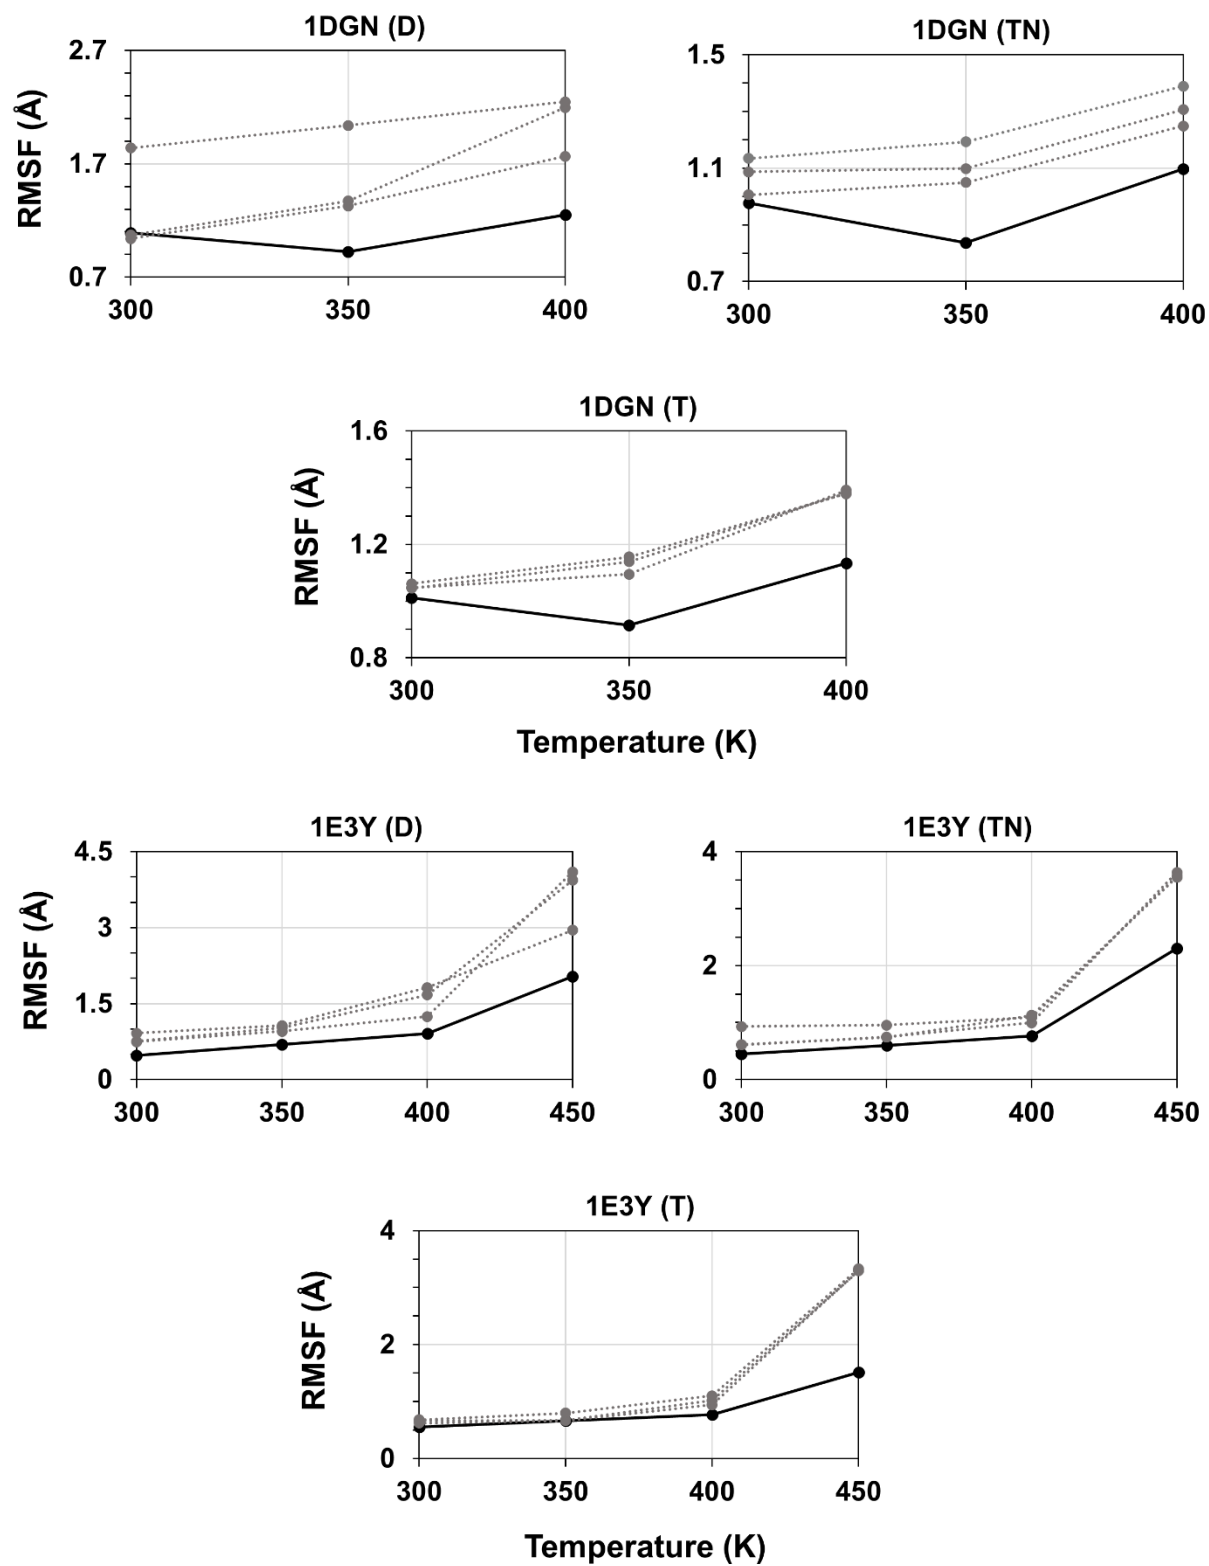 1DGN (D)
2.7
1.7
0.7
RMSF (Å)
300 350 400
1DGN (TN)
1.5
1.1
0.7
RMSF (Å)
300 350 400
1DGN (T)
1.6
1.2
0.8
RMSF (Å)
300 350 400
Temperature (K)
1E3Y (D)
4.5
3
1.5
0
RMSF (Å)
300 350 400 450
1E3Y (TN)
4
2
0
RMSF (Å)
300 350 400 450
1E3Y (T)
4
2
0
RMSF (Å)
300 350 400 450
Temperature (K)